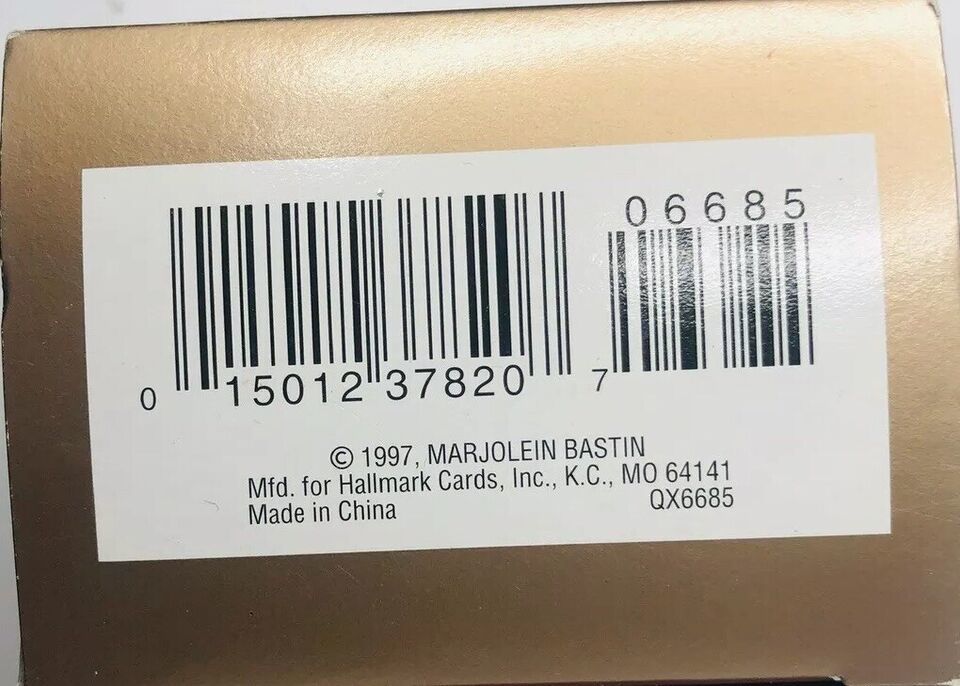 06685
0 15012 37820 7
© 1997, MARJOLEIN BASTIN
Mfd. for Hallmark Cards, Inc., K.C., MO 64141
Made in China QX6685